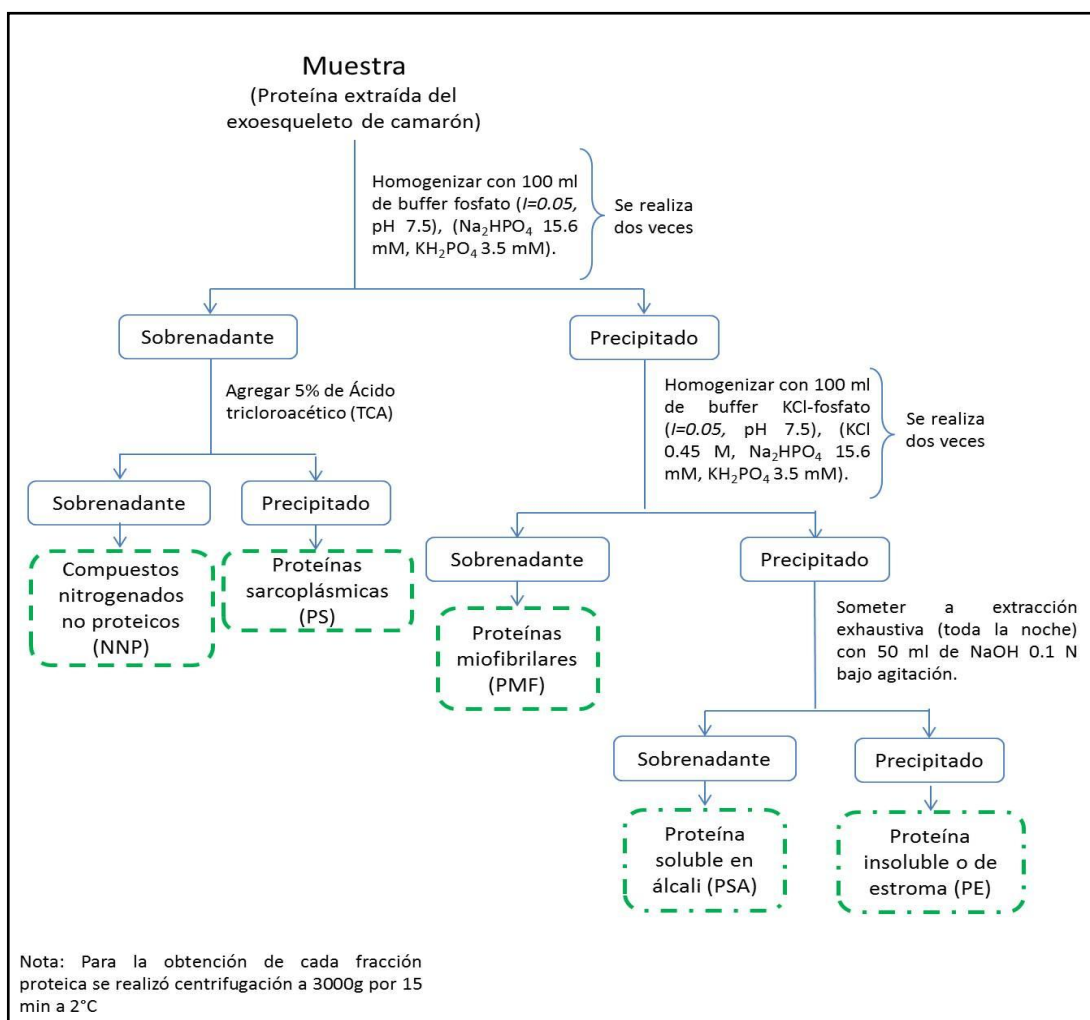 Muestra
(Proteína extraída del
exoesqueleto de camarón)
Homogenizar con 100 ml
de buffer fosfato (I=0.05,
pH 7.5), (Na₂HPO₄ 15.6
mM, KH₂PO₄ 3.5 mM).
Se realiza
dos veces
Sobrenadante
Precipitado
Agregar 5% de Ácido
tricloroacético (TCA)
Homogenizar con 100 ml
de buffer KCl-fosfato
(I=0.05, pH 7.5), (KCl
0.45 M, Na₂HPO₄ 15.6
mM, KH₂PO₄ 3.5 mM).
Se realiza
dos veces
Sobrenadante
Precipitado
Compuestos
nitrogenados
no proteicos
(NNP)
Proteínas
sarcoplásmicas
(PS)
Sobrenadante
Precipitado
Proteínas
miofibrilares
(PMF)
Someter a extracción
exhaustiva (toda la noche)
con 50 ml de NaOH 0.1 N
bajo agitación.
Sobrenadante
Precipitado
Proteína
soluble en
álcali (PSA)
Proteína
insoluble o de
estroma (PE)
Nota: Para la obtención de cada fracción
proteica se realizó centrifugación a 3000g por 15
min a 2°C